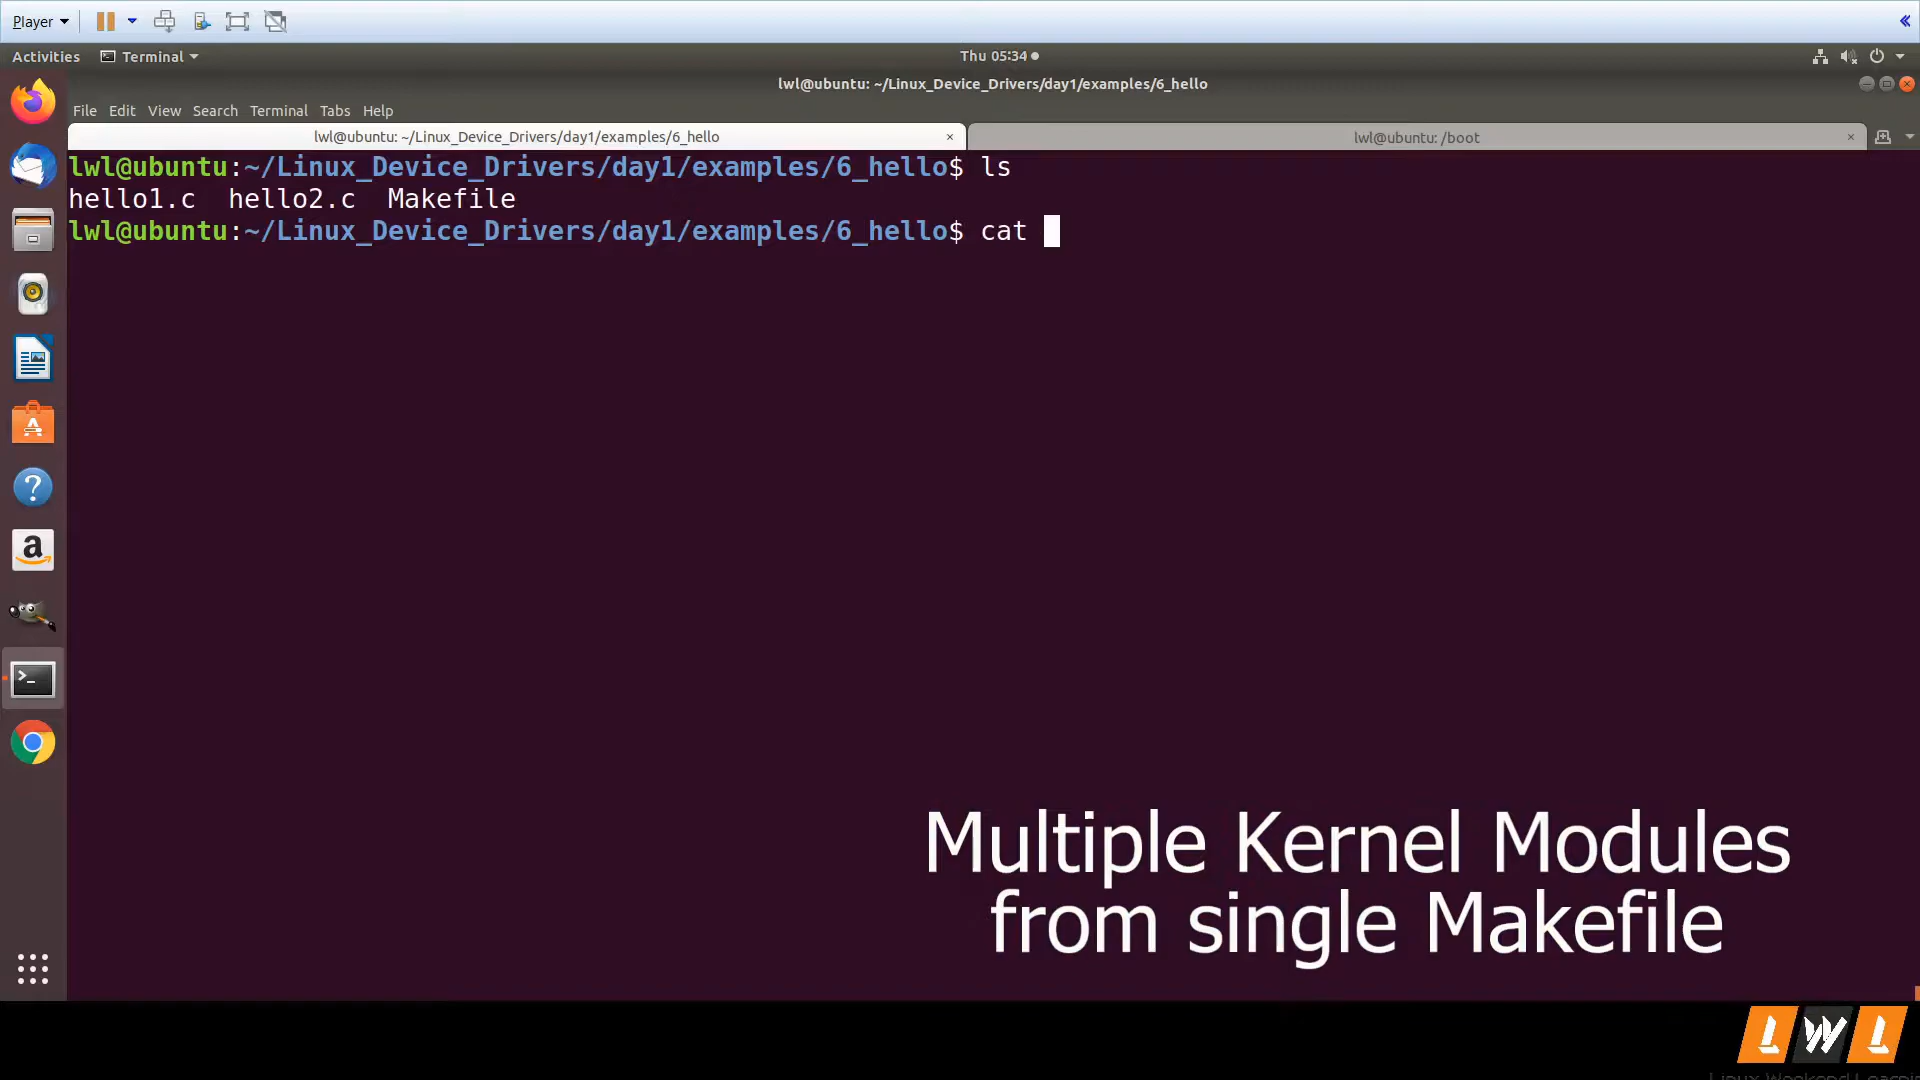 Player
Activities Terminal Thu 05:34
lwl@ubuntu: ~/Linux_Device_Drivers/day1/examples/6_hello
File Edit View Search Terminal Tabs Help
lwl@ubuntu: ~/Linux_Device_Drivers/day1/examples/6_hello × lwl@ubuntu: /boot ×
lwl@ubuntu:~/Linux_Device_Drivers/day1/examples/6_hello$ ls
hello1.c hello2.c Makefile
lwl@ubuntu:~/Linux_Device_Drivers/day1/examples/6_hello$ cat
Multiple Kernel Modules
from single Makefile
LWL